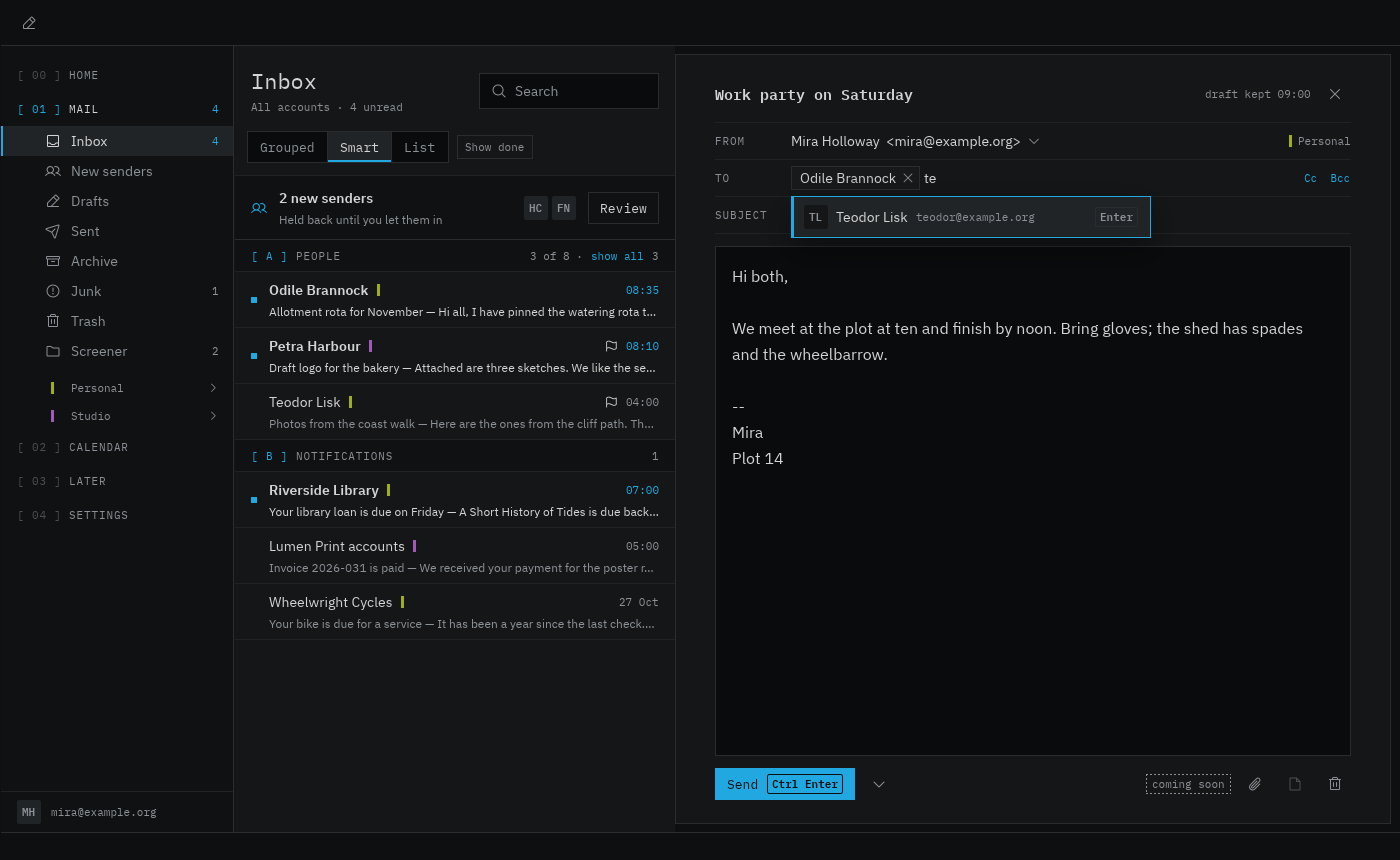 [ 00 ] HOME
[ 01 ] MAIL 4
Inbox 4
New senders
Drafts
Sent
Archive
Junk 1
Trash
Screener 2
Personal
Studio
[ 02 ] CALENDAR
[ 03 ] LATER
[ 04 ] SETTINGS
MH mira@example.org
Inbox
All accounts · 4 unread
Search
Grouped Smart List Show done
2 new senders
Held back until you let them in
HC FN Review
[ A ] PEOPLE 3 of 8 · show all 3
Odile Brannock 08:35
Allotment rota for November — Hi all, I have pinned the watering rota t…
Petra Harbour 08:10
Draft logo for the bakery — Attached are three sketches. We like the se…
Teodor Lisk 04:00
Photos from the coast walk — Here are the ones from the cliff path. Th…
[ B ] NOTIFICATIONS 1
Riverside Library 07:00
Your library loan is due on Friday — A Short History of Tides is due back…
Lumen Print accounts 05:00
Invoice 2026-031 is paid — We received your payment for the poster r…
Wheelwright Cycles 27 Oct
Your bike is due for a service — It has been a year since the last check.…
Work party on Saturday draft kept 09:00
FROM Mira Holloway <mira@example.org> Personal
TO Odile Brannock te Cc Bcc
SUBJECT
TL Teodor Lisk teodor@example.org Enter
Hi both,
We meet at the plot at ten and finish by noon. Bring gloves; the shed has spades
and the wheelbarrow.
--
Mira
Plot 14
Send Ctrl Enter coming soon